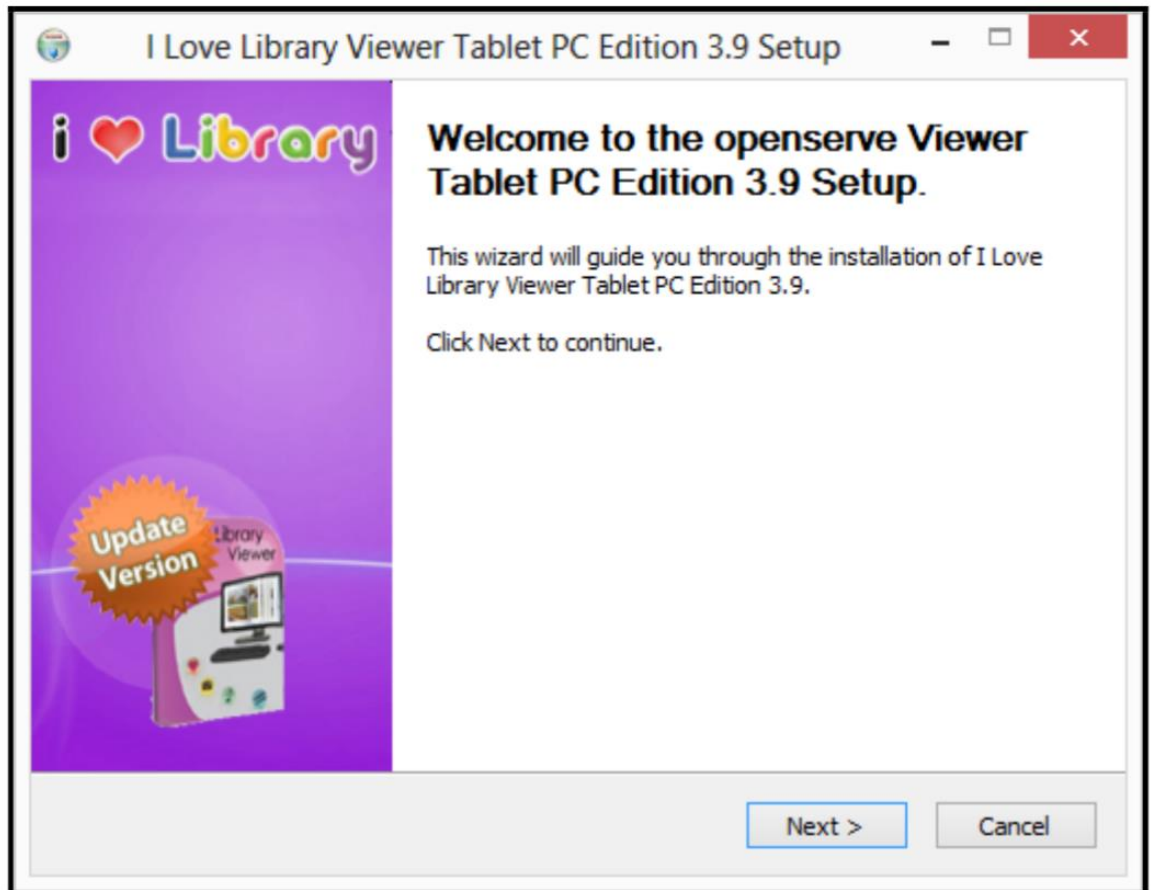 I Love Library Viewer Tablet PC Edition 3.9 Setup
i ❤ Library
Welcome to the openserve Viewer
Tablet PC Edition 3.9 Setup.
This wizard will guide you through the installation of I Love
Library Viewer Tablet PC Edition 3.9.
Click Next to continue.
Update
Version
Library
Viewer
Next >
Cancel